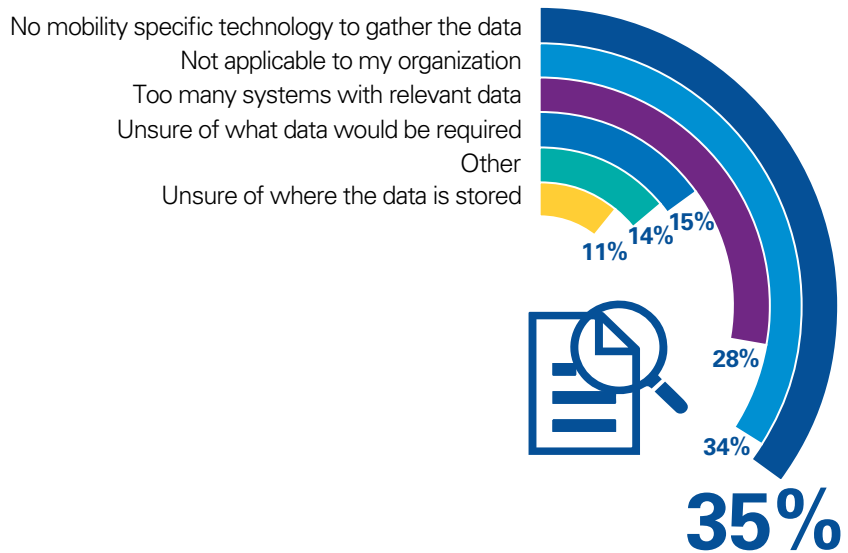 No mobility specific technology to gather the data
Not applicable to my organization
Too many systems with relevant data
Unsure of what data would be required
Other
Unsure of where the data is stored
15%
14%
11%
28%
34%
35%